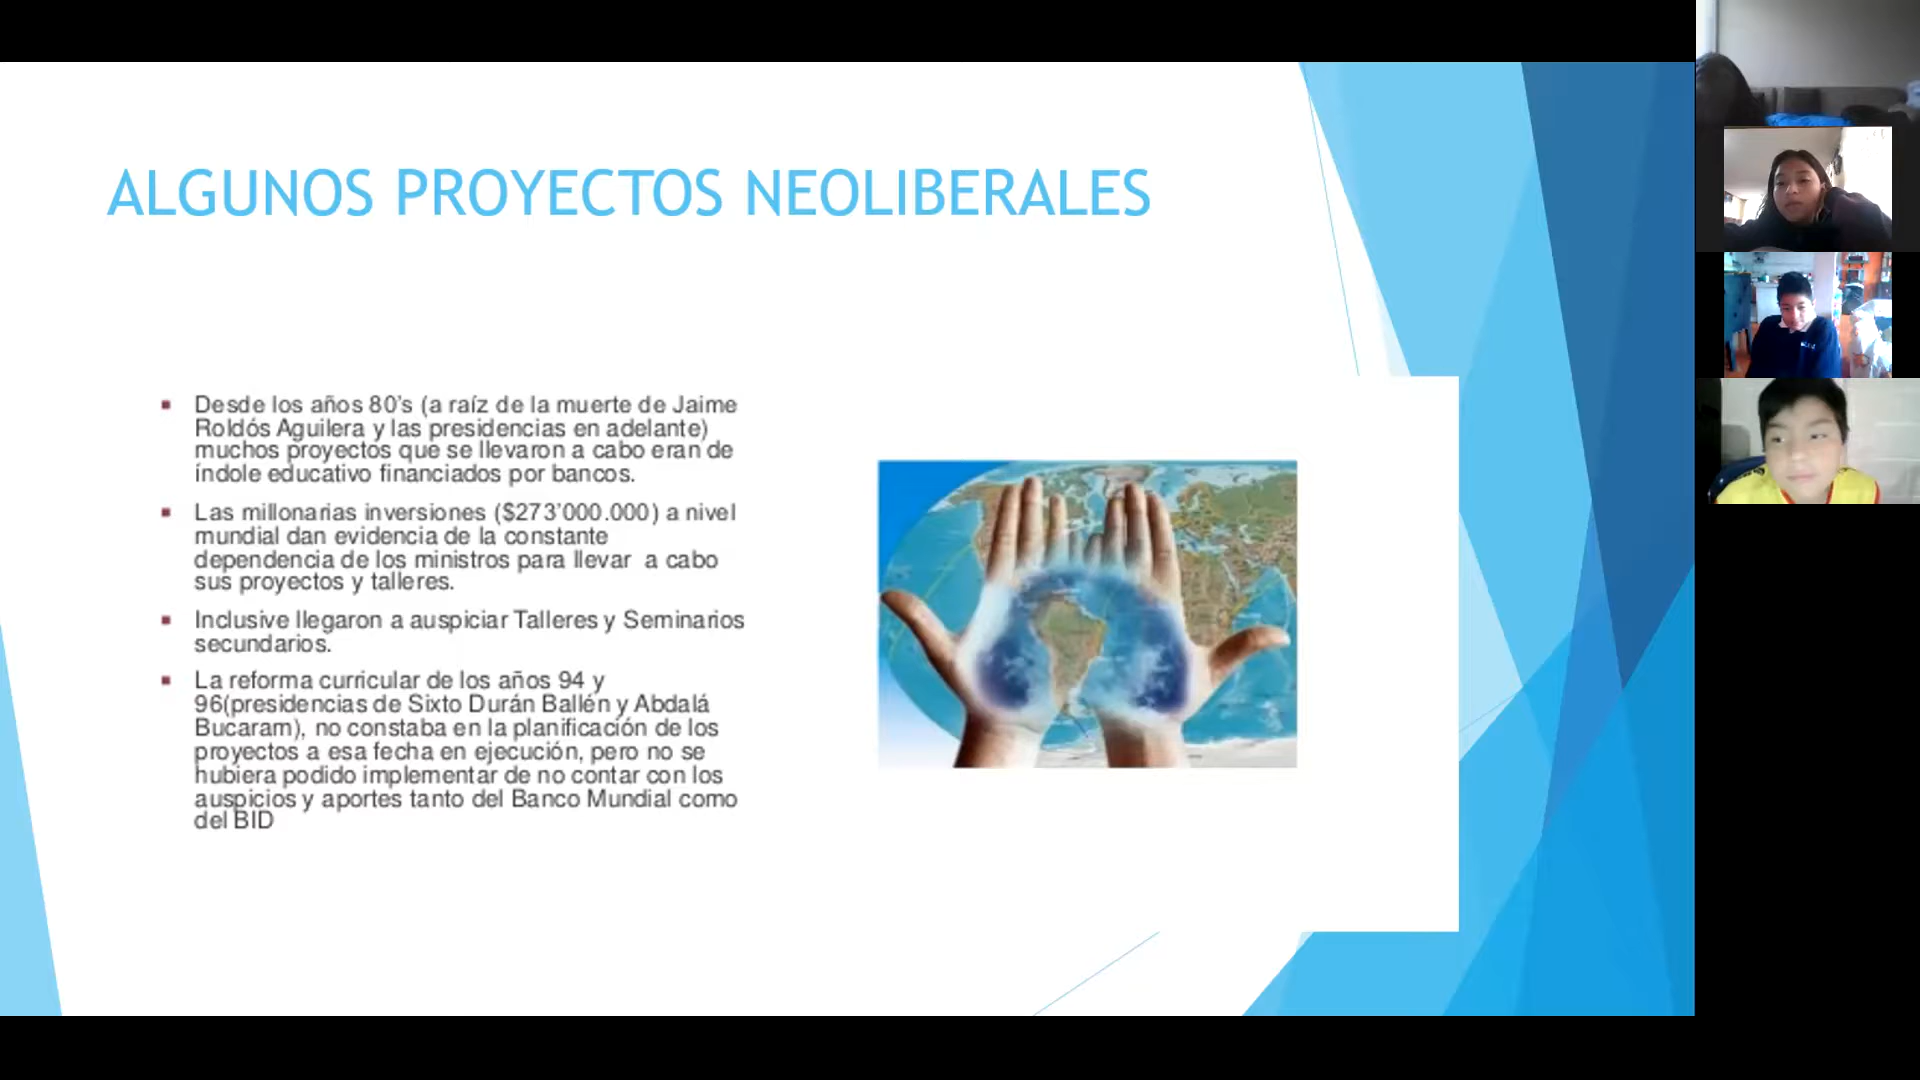 ALGUNOS PROYECTOS NEOLIBERALES
Desde los años 80's (a raíz de la muerte de Jaime
Roldós Aguilera y las presidencias en adelante)
muchos proyectos que se llevaron a cabo eran de
índole educativo financiados por bancos.
Las millonarias inversiones ($273'000.000) a nivel
mundial dan evidencia de la constante
dependencia de los ministros para llevar a cabo
sus proyectos y talleres.
Inclusive llegaron a auspiciar Talleres y Seminarios
secundarios.
La reforma curricular de los años 94 y
96(presidencias de Sixto Durán Ballén y Abdalá
Bucaram), no constaba en la planificación de los
proyectos a esa fecha en ejecución, pero no se
hubiera podido implementar de no contar con los
auspicios y aportes tanto del Banco Mundial como
del BID